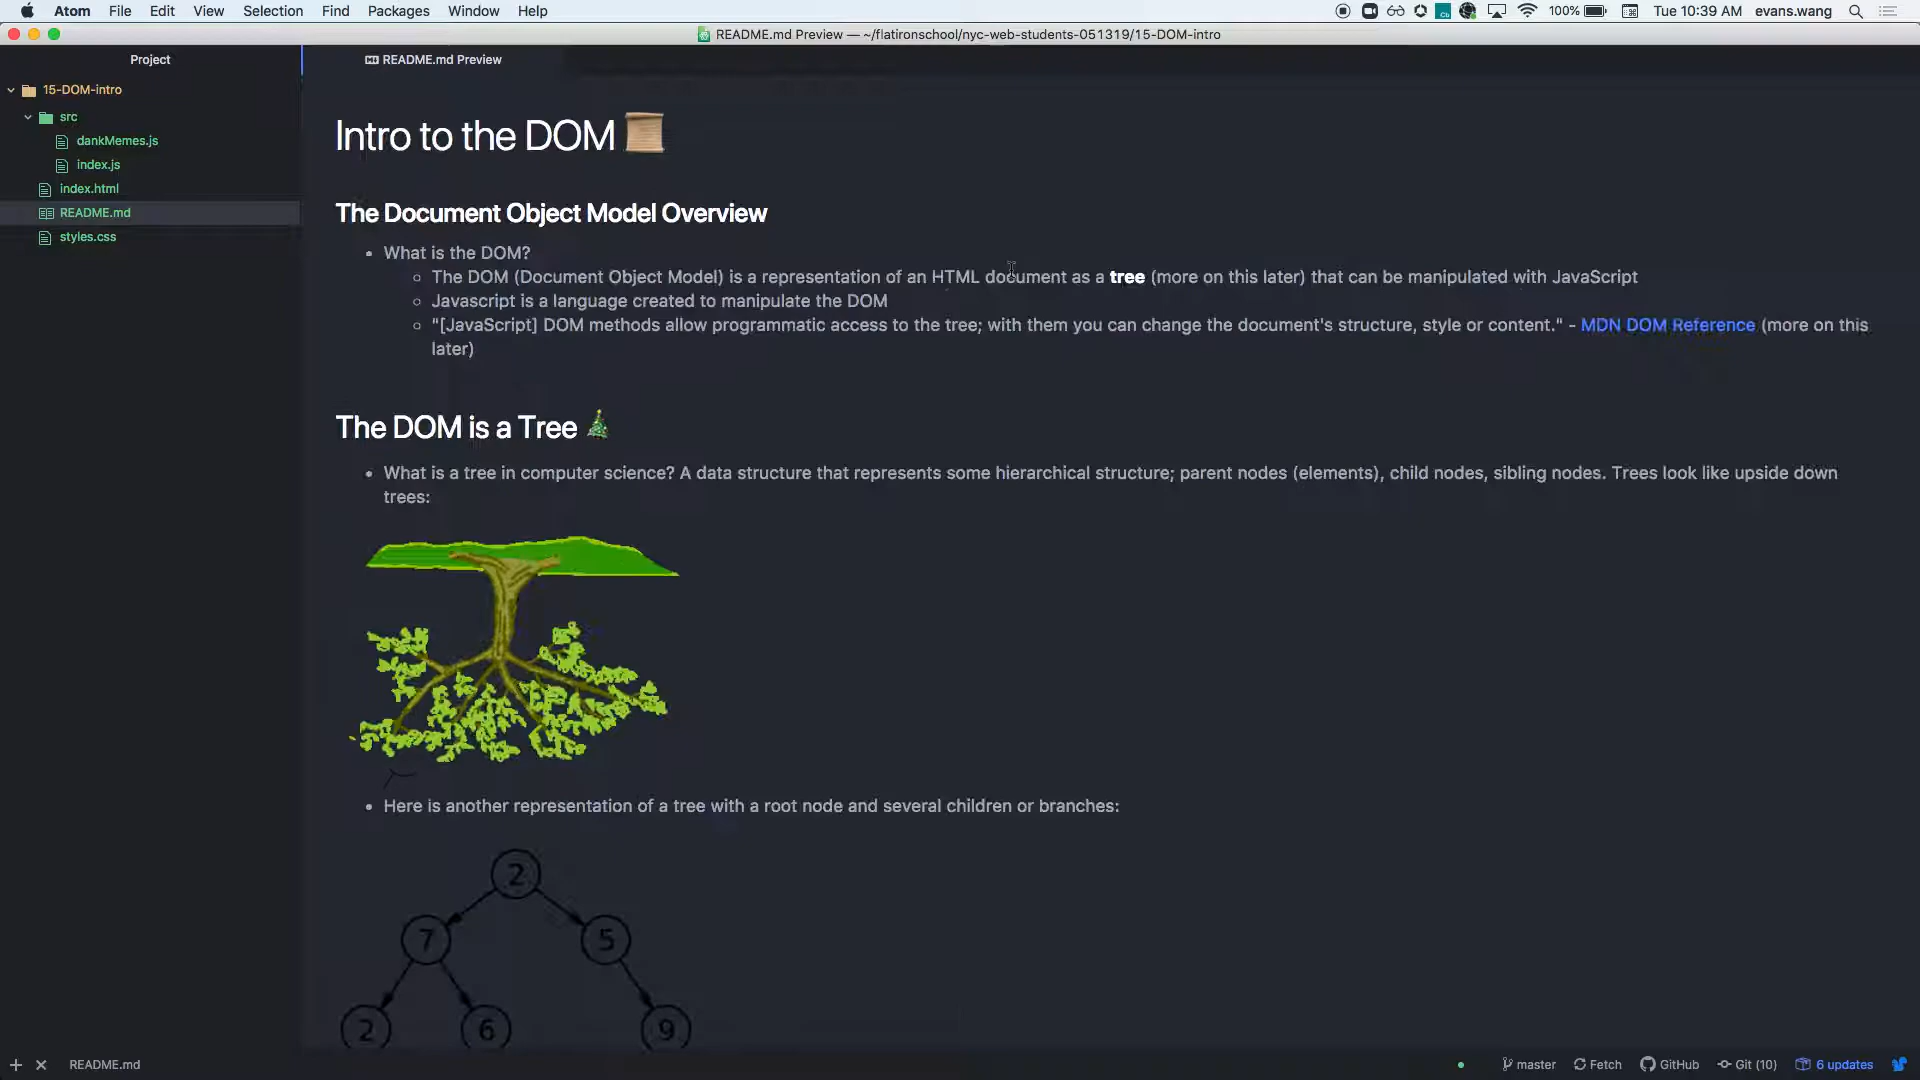 Atom File Edit View Selection Find Packages Window Help 100% Tue 10:39 AM evans.wang
README.md Preview — ~/flatironschool/nyc-web-students-051319/15-DOM-intro
Project
README.md Preview
15-DOM-intro
src
dankMemes.js
index.js
index.html
README.md
styles.css
Intro to the DOM
The Document Object Model Overview
What is the DOM?
The DOM (Document Object Model) is a representation of an HTML document as a tree (more on this later) that can be manipulated with JavaScript
Javascript is a language created to manipulate the DOM
"[JavaScript] DOM methods allow programmatic access to the tree; with them you can change the document's structure, style or content." - MDN DOM Reference (more on this
later)
The DOM is a Tree
What is a tree in computer science? A data structure that represents some hierarchical structure; parent nodes (elements), child nodes, sibling nodes. Trees look like upside down
trees:
Here is another representation of a tree with a root node and several children or branches:
2
7 5
2 6 9
README.md master Fetch GitHub Git (10) 6 updates